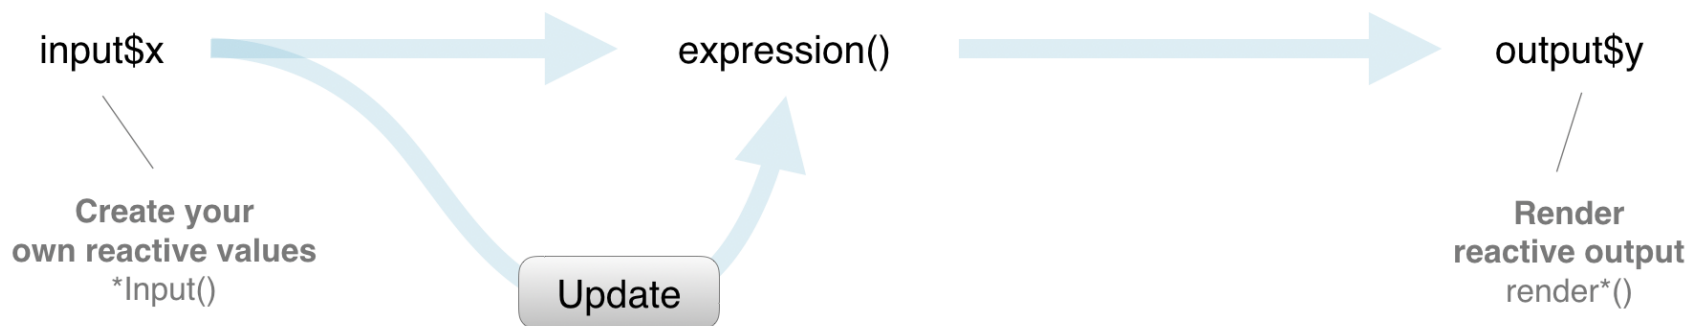 input$x
expression()
output$y
Create your
own reactive values
*Input()
Update
Render
reactive output
render*()